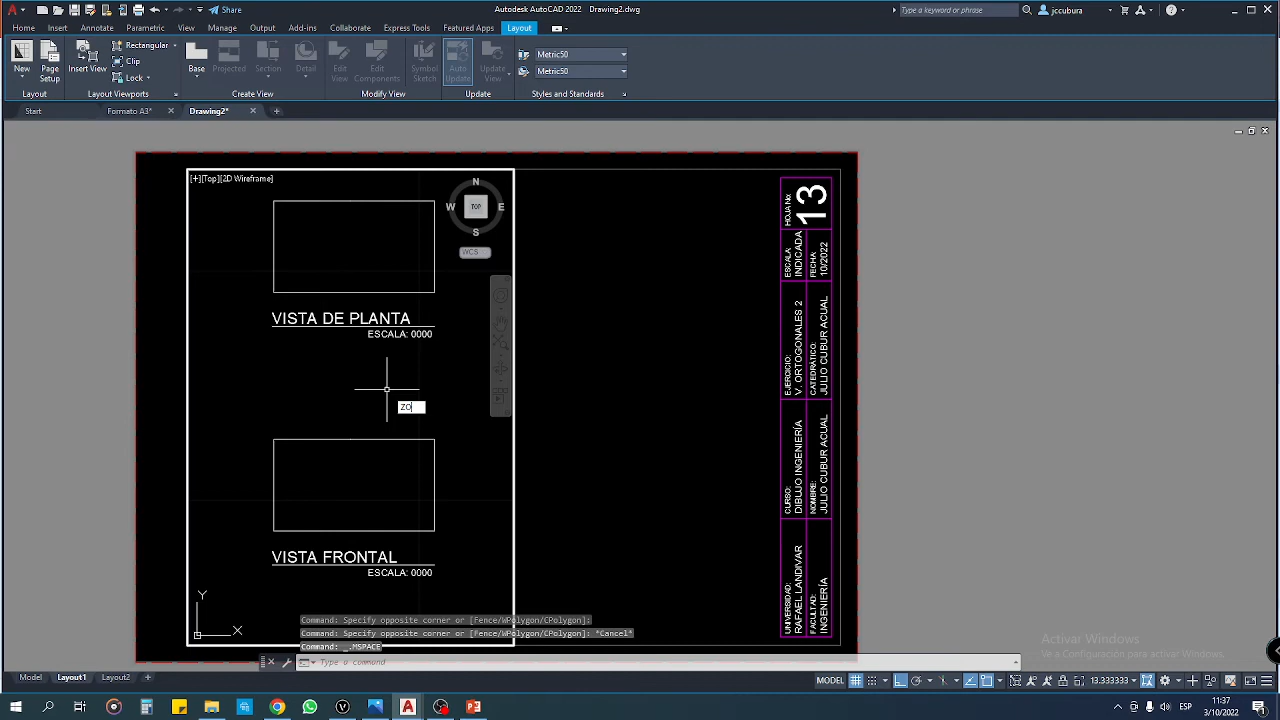 Share
Autodesk AutoCAD 2022 Drawing2.dwg
Type a keyword or phrase
jccubura
Home Insert Annotate Parametric View Manage Output Add-ins Collaborate Express Tools Featured Apps Layout
New
Page Setup
Insert View
Rectangular
Clip
Lock
Base
Projected
Section
Detail
Edit View
Edit Components
Symbol Sketch
Auto Update
Update View
Metric50
Metric50
Layout
Layout Viewports
Create View
Modify View
Update
Styles and Standards
Start
Formato A3*
Drawing2*
[+][Top][2D Wireframe]
N
W
TOP
E
S
WCS
VISTA DE PLANTA
ESCALA: 0000
ZO
VISTA FRONTAL
ESCALA: 0000
Y
X
HOJA No:
13
ESCALA:
INDICADA
FECHA:
10/2022
EJERCICIO:
V. ORTOGONALES 2
CATEDRÁTICO:
JULIO CUBUR ACUAL
CURSO:
DIBUJO INGENIERÍA
NOMBRE:
JULIO CUBUR ACUAL
UNIVERSIDAD:
RAFAEL LANDIVAR
FACULTAD:
INGENIERÍA
Command: Specify opposite corner or [Fence/WPolygon/CPolygon]:
Command: Specify opposite corner or [Fence/WPolygon/CPolygon]: *Cancel*
Command: _.MSPACE
Type a command
Activar Windows
Ve a Configuración para activar Windows.
Model
Layout1
Layout2
MODEL
13.333333
ESP
11:37
3/10/2022